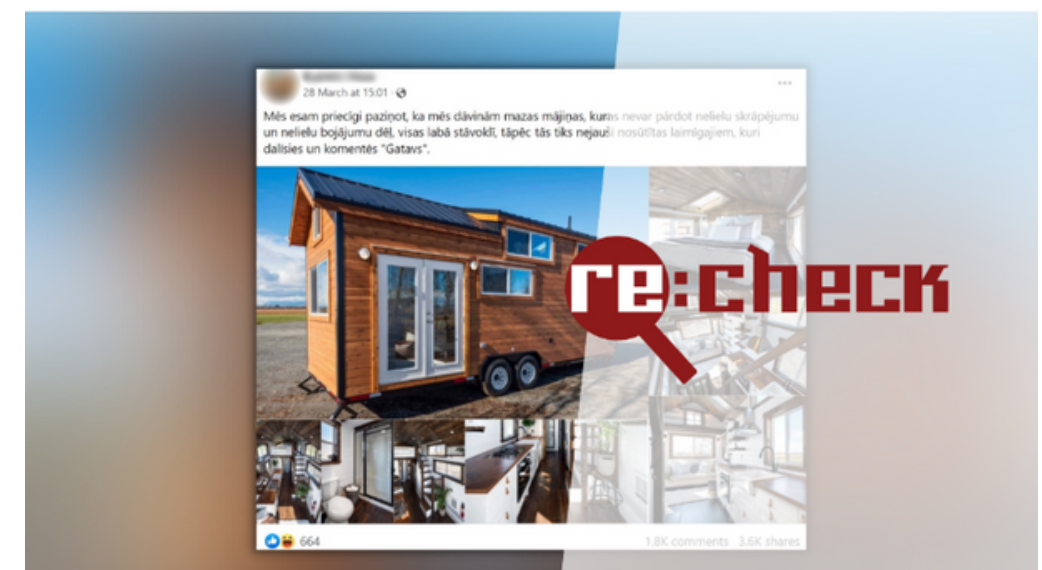 28 March at 15:01
Mēs esam priecīgi paziņot, ka mēs dāvinām mazas mājiņas, kuras nevar pārdot nelielu skrāpējumu
un nelielu bojājumu dēļ, visas labā stāvoklī, tāpēc tās tiks nejauši nosūtītas laimīgajiem, kuri
dalīsies un komentēs "Gatavs".
re:check
664
1.8K comments 3.6K shares